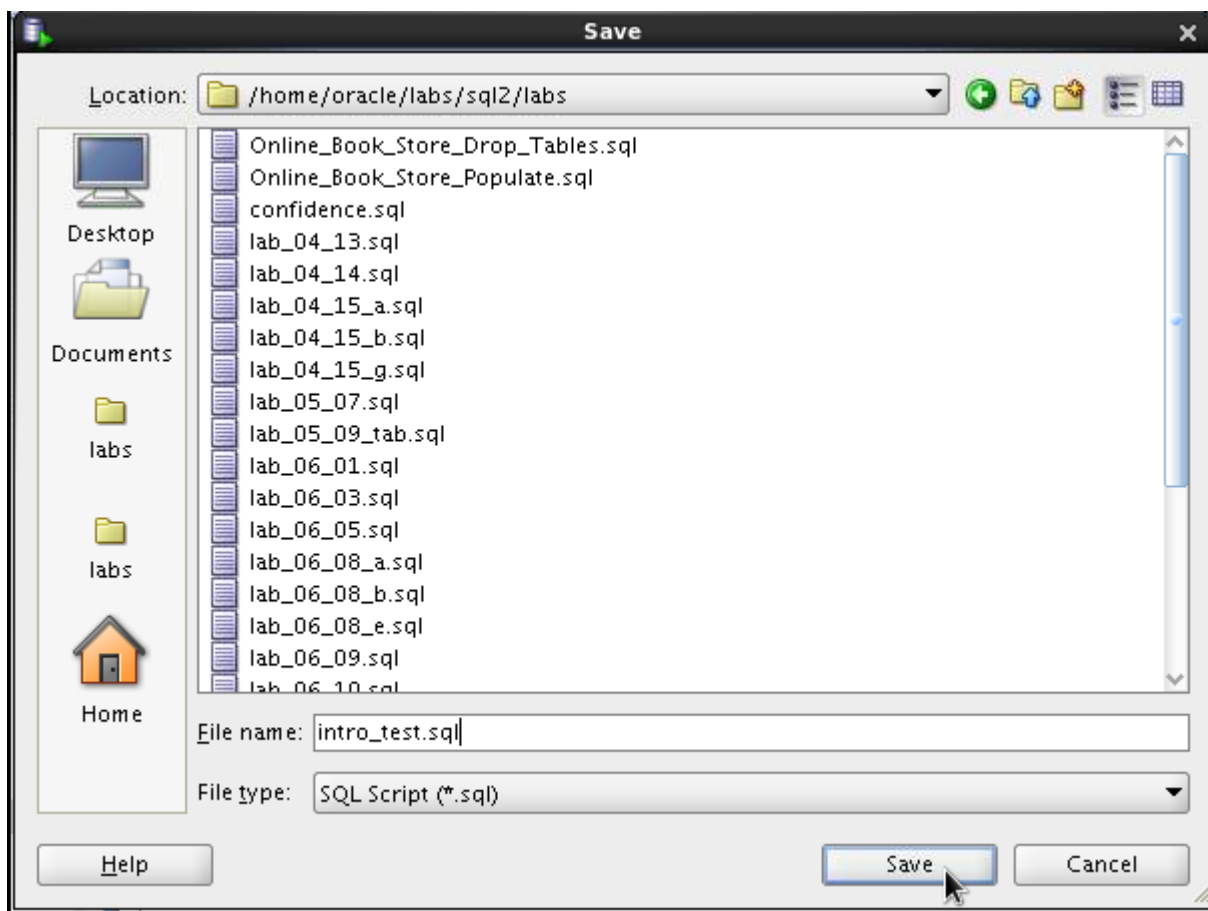 Save
Location: /home/oracle/labs/sql2/labs
Desktop
Documents
labs
labs
Home
Online_Book_Store_Drop_Tables.sql
Online_Book_Store_Populate.sql
confidence.sql
lab_04_13.sql
lab_04_14.sql
lab_04_15_a.sql
lab_04_15_b.sql
lab_04_15_g.sql
lab_05_07.sql
lab_05_09_tab.sql
lab_06_01.sql
lab_06_03.sql
lab_06_05.sql
lab_06_08_a.sql
lab_06_08_b.sql
lab_06_08_e.sql
lab_06_09.sql
lab_06_10.sql
File name: intro_test.sql
File type: SQL Script (*.sql)
Help Save Cancel